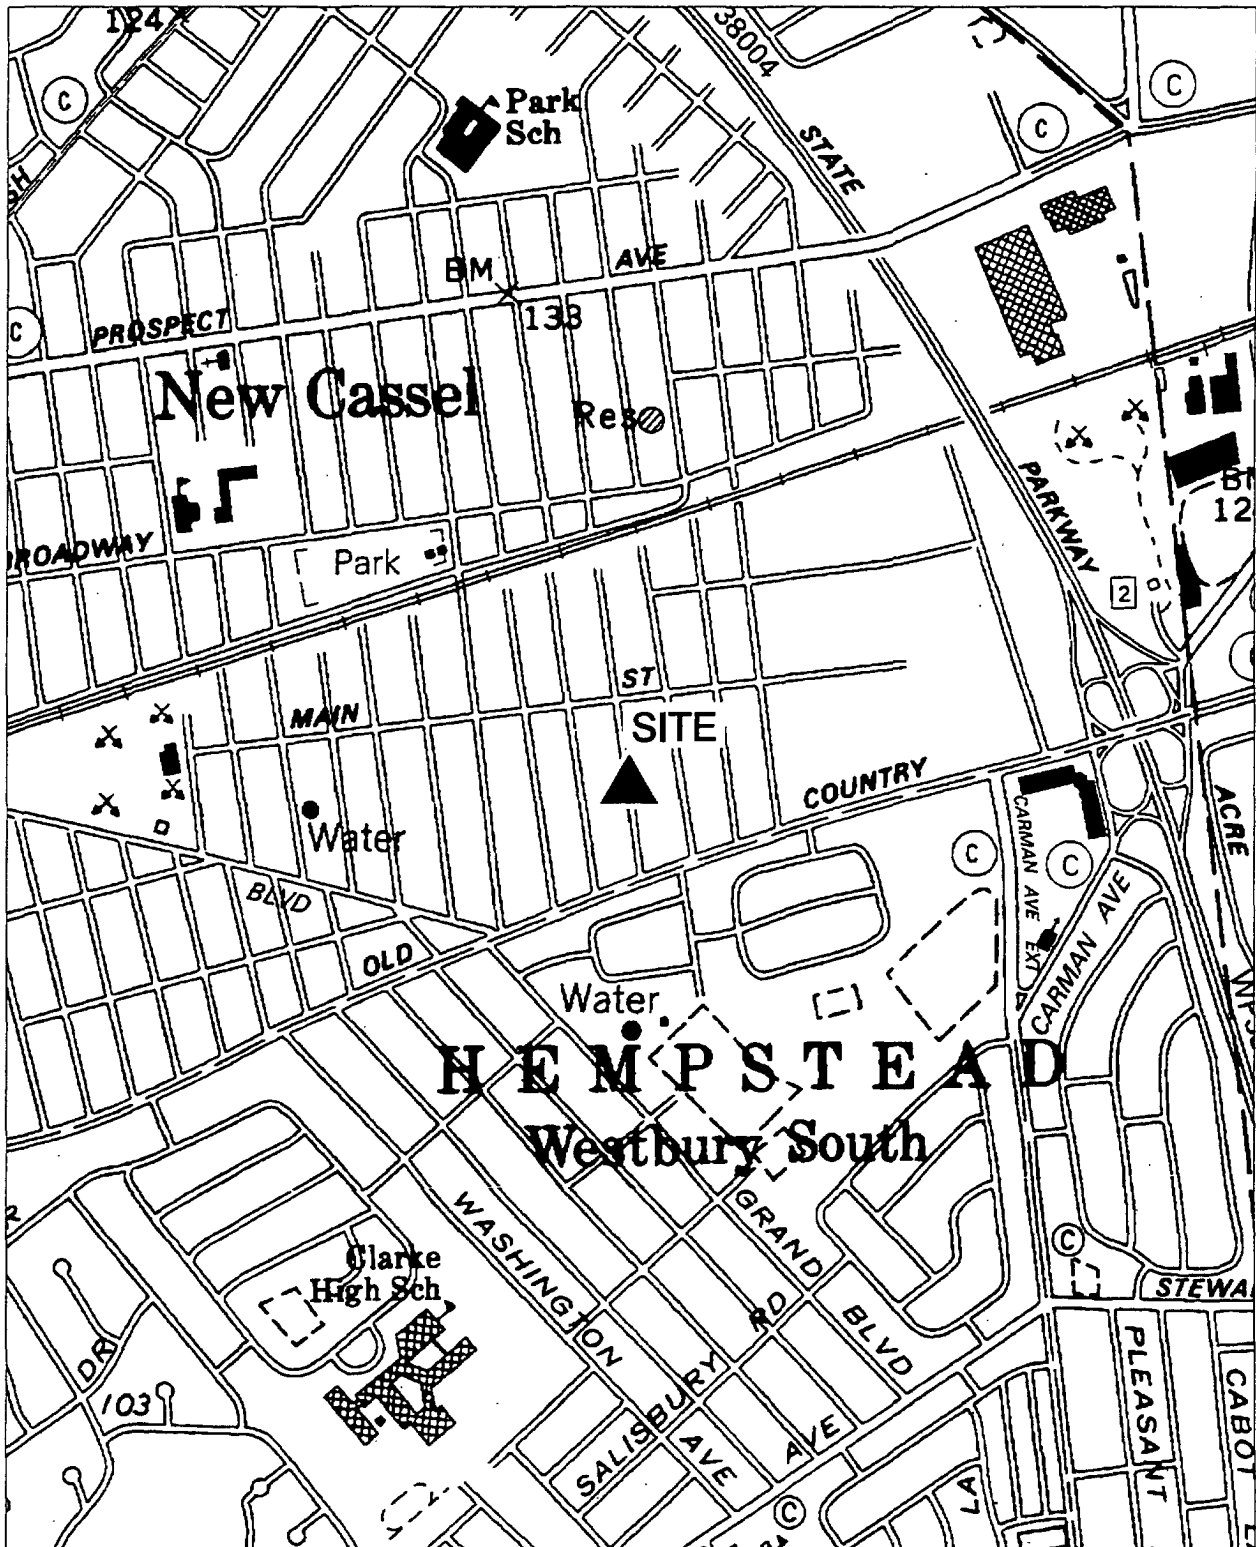 124
38004
C
C
C
Park
Sch
STATE
BM
AVE
133
C
PROSPECT
New Cassel
Res
PARKWAY
12
BROADWAY
Park
2
ST
MAIN
SITE
COUNTRY
ACRE
Water
CARMAN AVE EXT
C
C
BLVD
CARMAN AVE
OLD
Water
HEMPSTEAD
Westbury South
WASHINGTON
GRAND
C
Clarke
High Sch
STEWA
RD
BLVD
DR
PLEASANT
CABOT
103
SALISBURY
AVE
AVE
LA
C